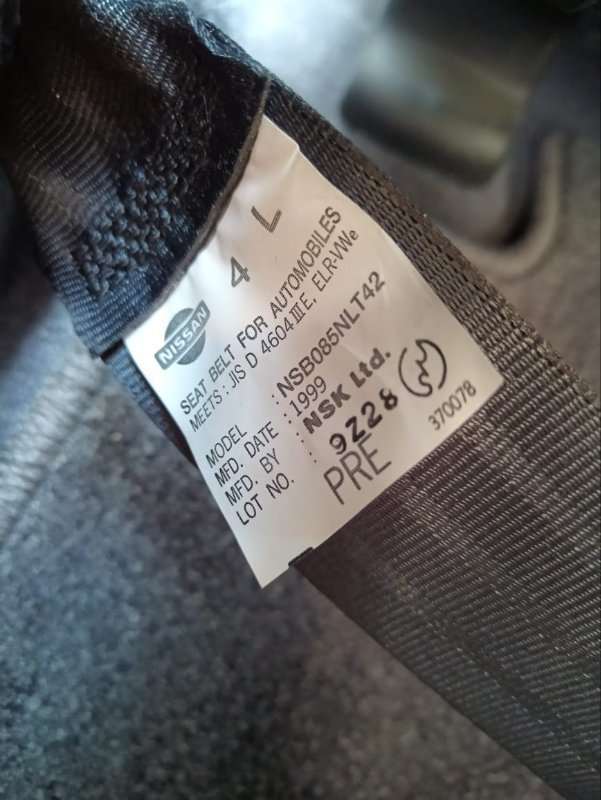 4 L
NISSAN
SEAT BELT FOR AUTOMOBILES
MEETS : JIS D 4604 III E. ELR-VWe
MODEL : NSB085NLT42
MFD. DATE : 1999
MFD. BY : NSK Ltd.
LOT NO. : 9Z28
PRE
370078